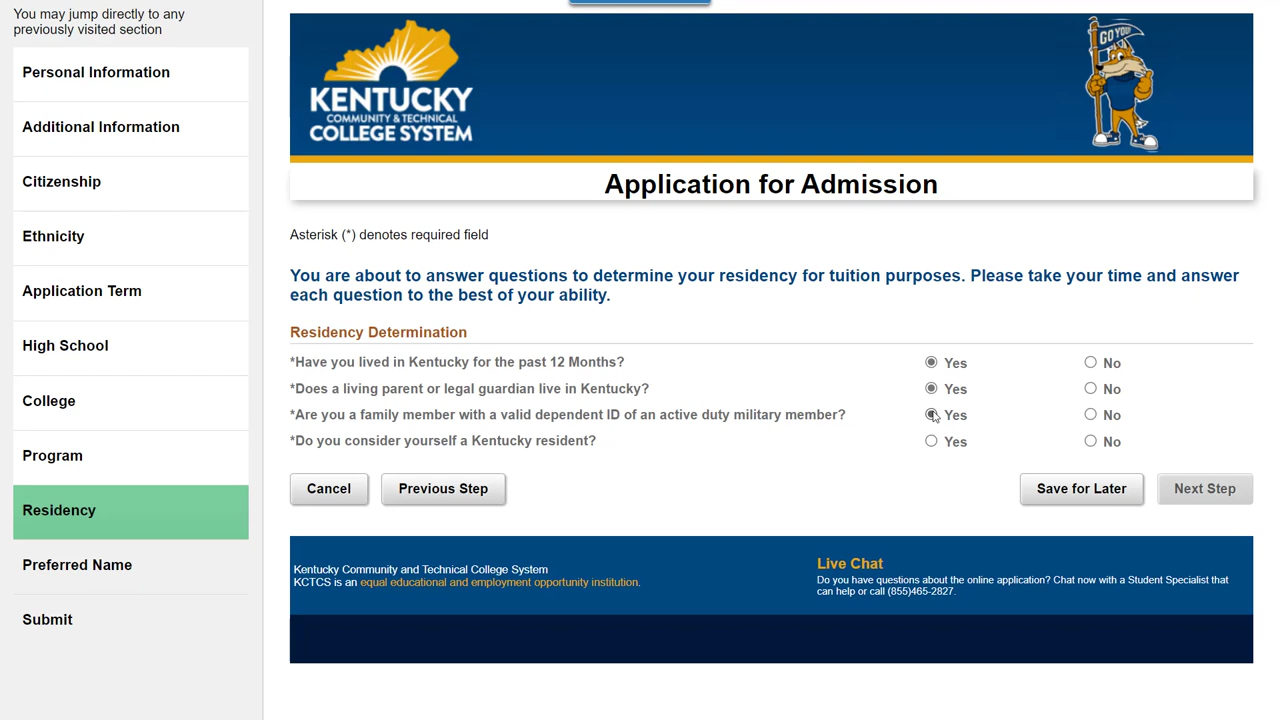 You may jump directly to any
previously visited section
Personal Information
Additional Information
Citizenship
Ethnicity
Application Term
High School
College
Program
Residency
Preferred Name
Submit
KENTUCKY
COMMUNITY & TECHNICAL
COLLEGE SYSTEM
GO YOU!
Application for Admission
Asterisk (*) denotes required field
You are about to answer questions to determine your residency for tuition purposes. Please take your time and answer
each question to the best of your ability.
Residency Determination
*Have you lived in Kentucky for the past 12 Months? Yes No
*Does a living parent or legal guardian live in Kentucky? Yes No
*Are you a family member with a valid dependent ID of an active duty military member? Yes No
*Do you consider yourself a Kentucky resident? Yes No
Cancel Previous Step Save for Later Next Step
Kentucky Community and Technical College System
KCTCS is an equal educational and employment opportunity institution.
Live Chat
Do you have questions about the online application? Chat now with a Student Specialist that
can help or call (855)465-2827.